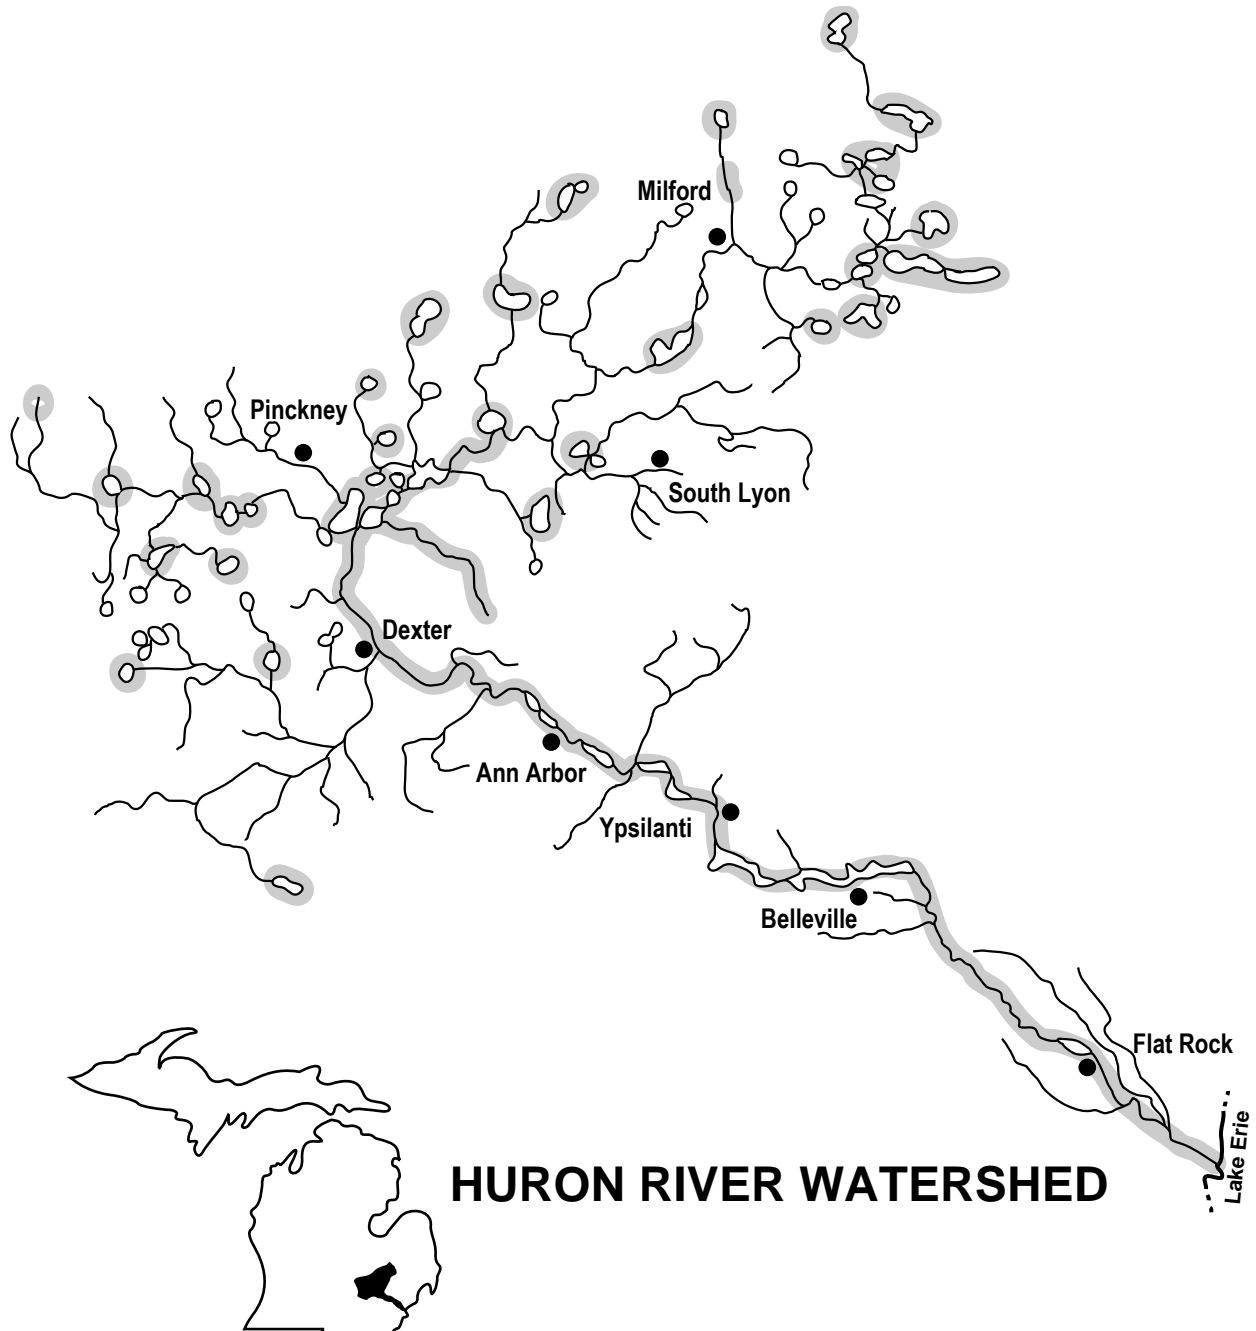 Milford
Pinckney
South Lyon
Dexter
Ann Arbor
Ypsilanti
Belleville
Flat Rock
Lake Erie
HURON RIVER WATERSHED